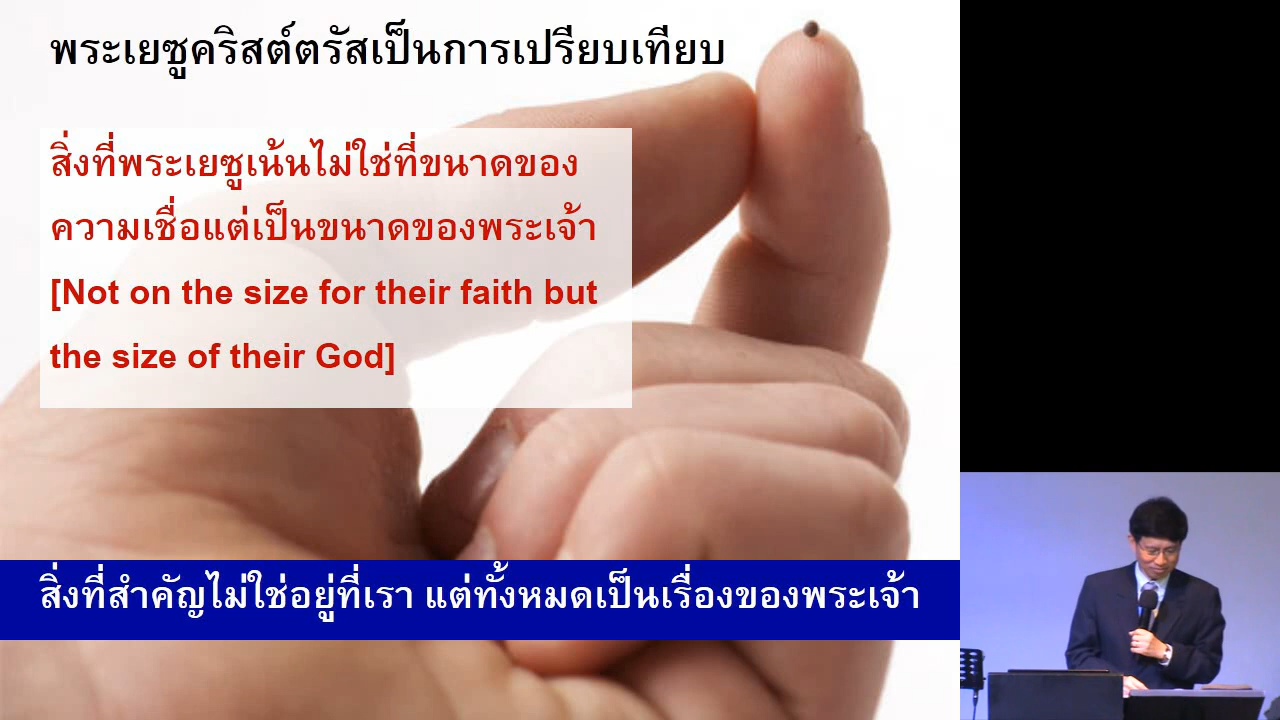 พระเยซูคริสต์ตรัสเป็นการเปรียบเทียบ
สิ่งที่พระเยซูเน้นไม่ใช่ที่ขนาดของ
ความเชื่อแต่เป็นขนาดของพระเจ้า
[Not on the size for their faith but
the size of their God]
สิ่งที่สำคัญไม่ใช่อยู่ที่เรา แต่ทั้งหมดเป็นเรื่องของพระเจ้า